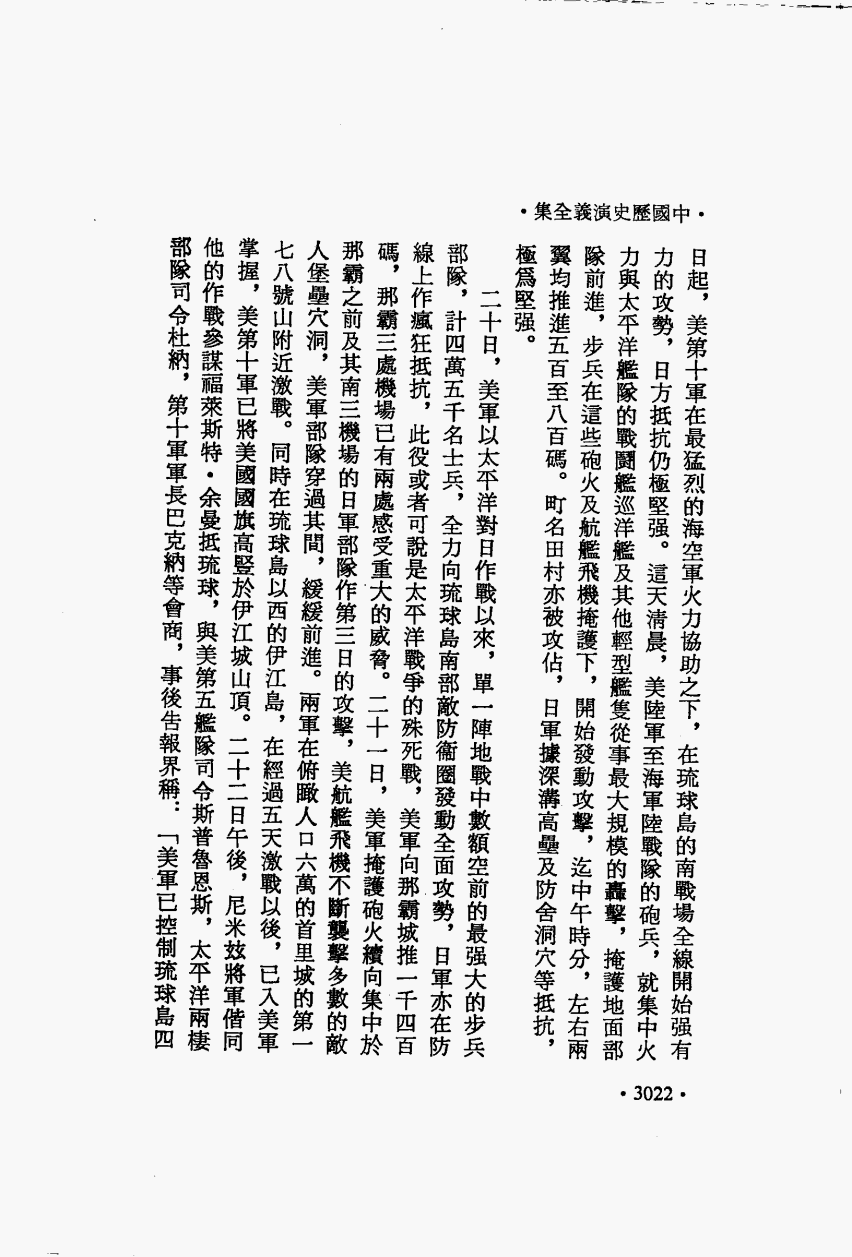 ·中國歷史演義全集·
日起，美第十軍在最猛烈的海空軍火力協助之下，在琉球島的南戰場全線開始强有
力的攻勢，日方抵抗仍極堅强。這天清晨，美陸軍至海軍陸戰隊的砲兵，就集中火
力與太平洋艦隊的戰鬪艦巡洋艦及其他輕型艦隻從事最大規模的轟擊，掩護地面部
隊前進，步兵在這些砲火及航艦飛機掩護下，開始發動攻擊，迄中午時分，左右兩
翼均推進五百至八百碼。町名田村亦被攻佔，日軍據深溝高壘及防舍洞穴等抵抗，
極爲堅强。
二十日，美軍以太平洋對日作戰以來，單一陣地戰中數額空前的最强大的步兵
部隊，計四萬五千名士兵，全力向琉球島南部敵防衞圈發動全面攻勢，日軍亦在防
線上作瘋狂抵抗，此役或者可說是太平洋戰爭的殊死戰，美軍向那霸城推一千四百
碼，那霸三處機場已有兩處感受重大的威脅。二十一日，美軍掩護砲火續向集中於
那霸之前及其南三機場的日軍部隊作第三日的攻擊，美航艦飛機不斷襲擊多數的敵
人堡壘穴洞，美軍部隊穿過其間，緩緩前進。兩軍在俯瞰人口六萬的首里城的第一
七八號山附近激戰。同時在琉球島以西的伊江島，在經過五天激戰以後，已入美軍
掌握，美第十軍已將美國國旗高豎於伊江城山頂。二十二日午後，尼米玆將軍偕同
他的作戰參謀福萊斯特·余曼抵琉球，與美第五艦隊司令斯普魯恩斯，太平洋兩棲
部隊司令杜納，第十軍軍長巴克納等會商，事後告報界稱：「美軍已控制琉球島四
·3022·